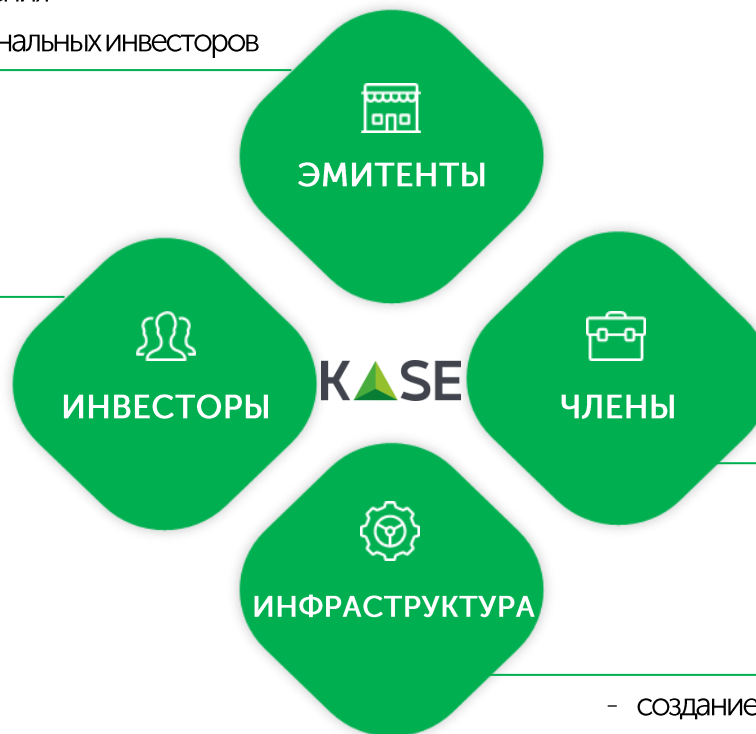 нальных инвесторов
ЭМИТЕНТЫ
ИНВЕСТОРЫ
KASE
ЧЛЕНЫ
ИНФРАСТРУКТУРА
- создание